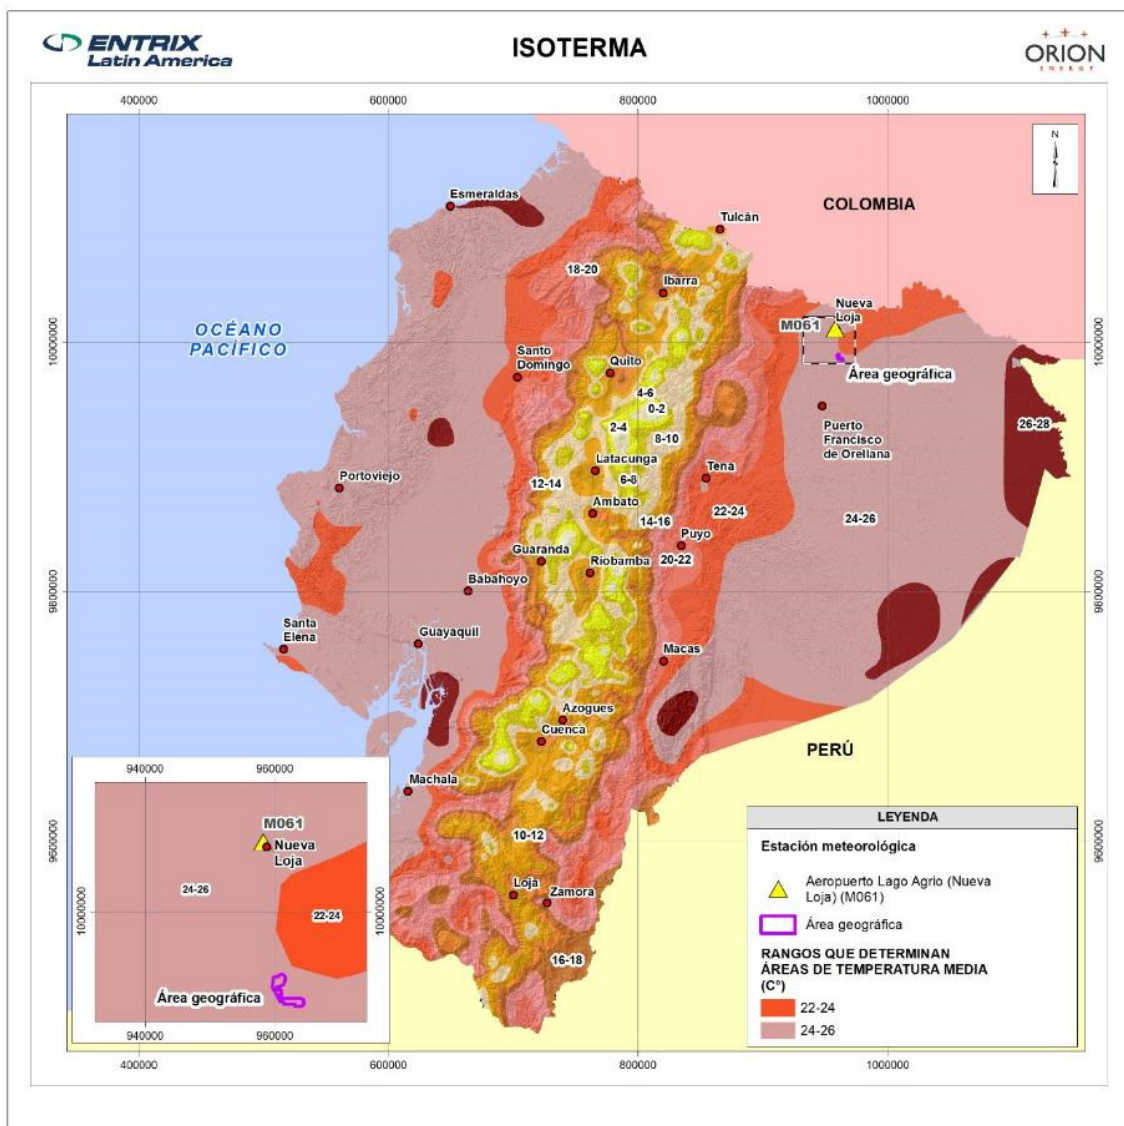 ENTRIX
Latin America
ISOTERMA
ORION
ENERGY
400000
600000
800000
1000000
N
Esmeraldas
COLOMBIA
Tulcán
18-20
Ibarra
Nueva
Loja
M061
OCÉANO
PACÍFICO
10000000
10000000
Santo
Domingo
Quito
Área geográfica
4-6
0-2
2-4
8-10
Puerto
Francisco
de Orellana
26-28
Latacunga
Tena
Portoviejo
12-14
6-8
22-24
24-26
Ambato
14-16
Puyo
Guaranda
Riobamba
20-22
Babahoyo
9800000
9800000
Santa
Elena
Guayaquil
Macas
Azogues
Cuenca
PERÚ
940000
960000
Machala
M061
Nueva
Loja
24-26
22-24
10000000
10000000
Área geográfica
940000
960000
9600000
9600000
10-12
Loja
Zamora
16-18
LEYENDA
Estación meteorológica
Aeropuerto Lago Agrio (Nueva
Loja) (M061)
Área geográfica
RANGOS QUE DETERMINAN
ÁREAS DE TEMPERATURA MEDIA
(C°)
22-24
24-26
400000
600000
800000
1000000